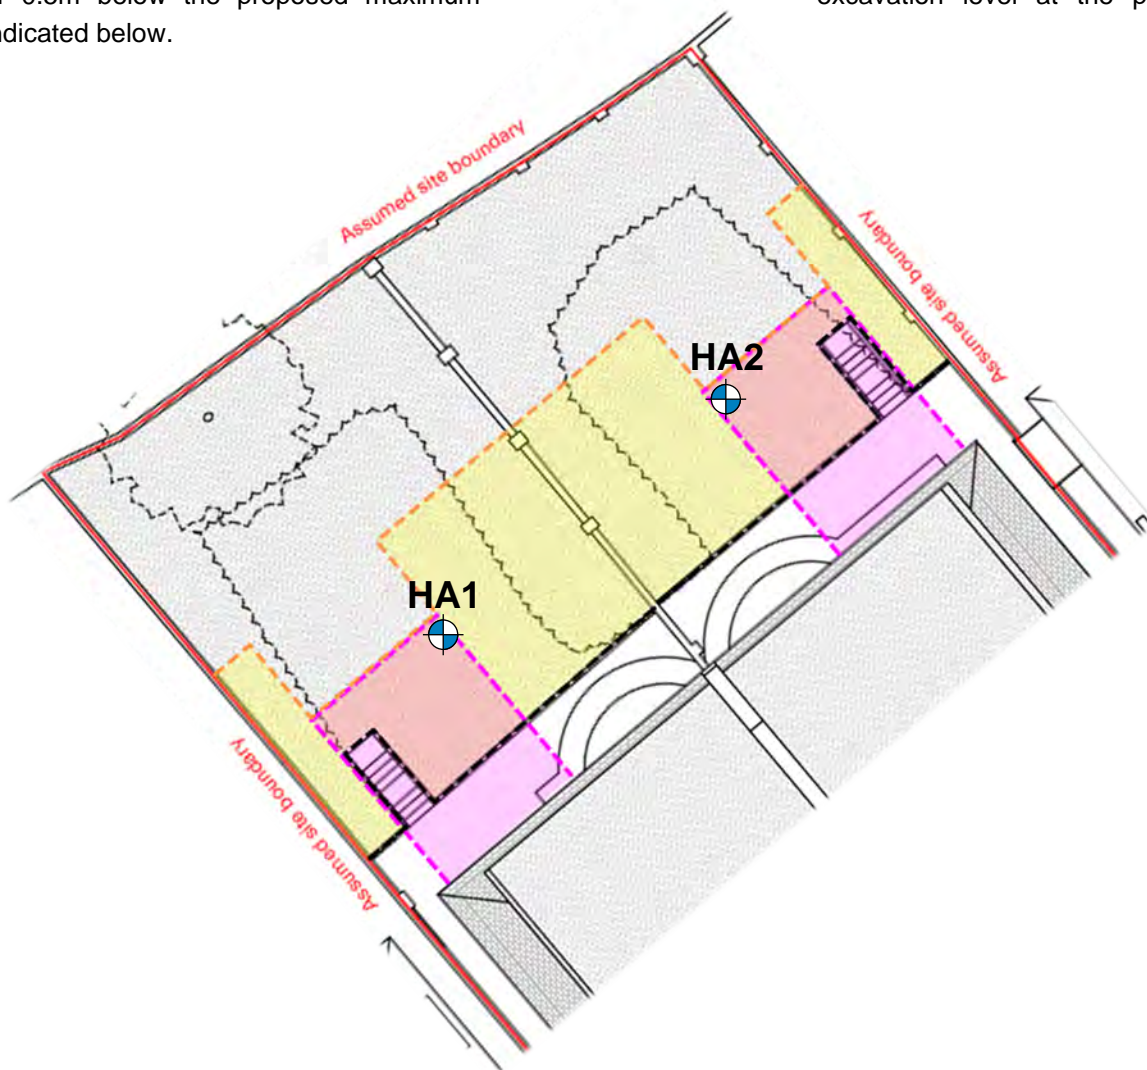 0.5m below the proposed maximum
excavation level at the p
ndicated below.
Assumed site boundary
Assumed site boundary
HA2
HA1
Assumed site boundary